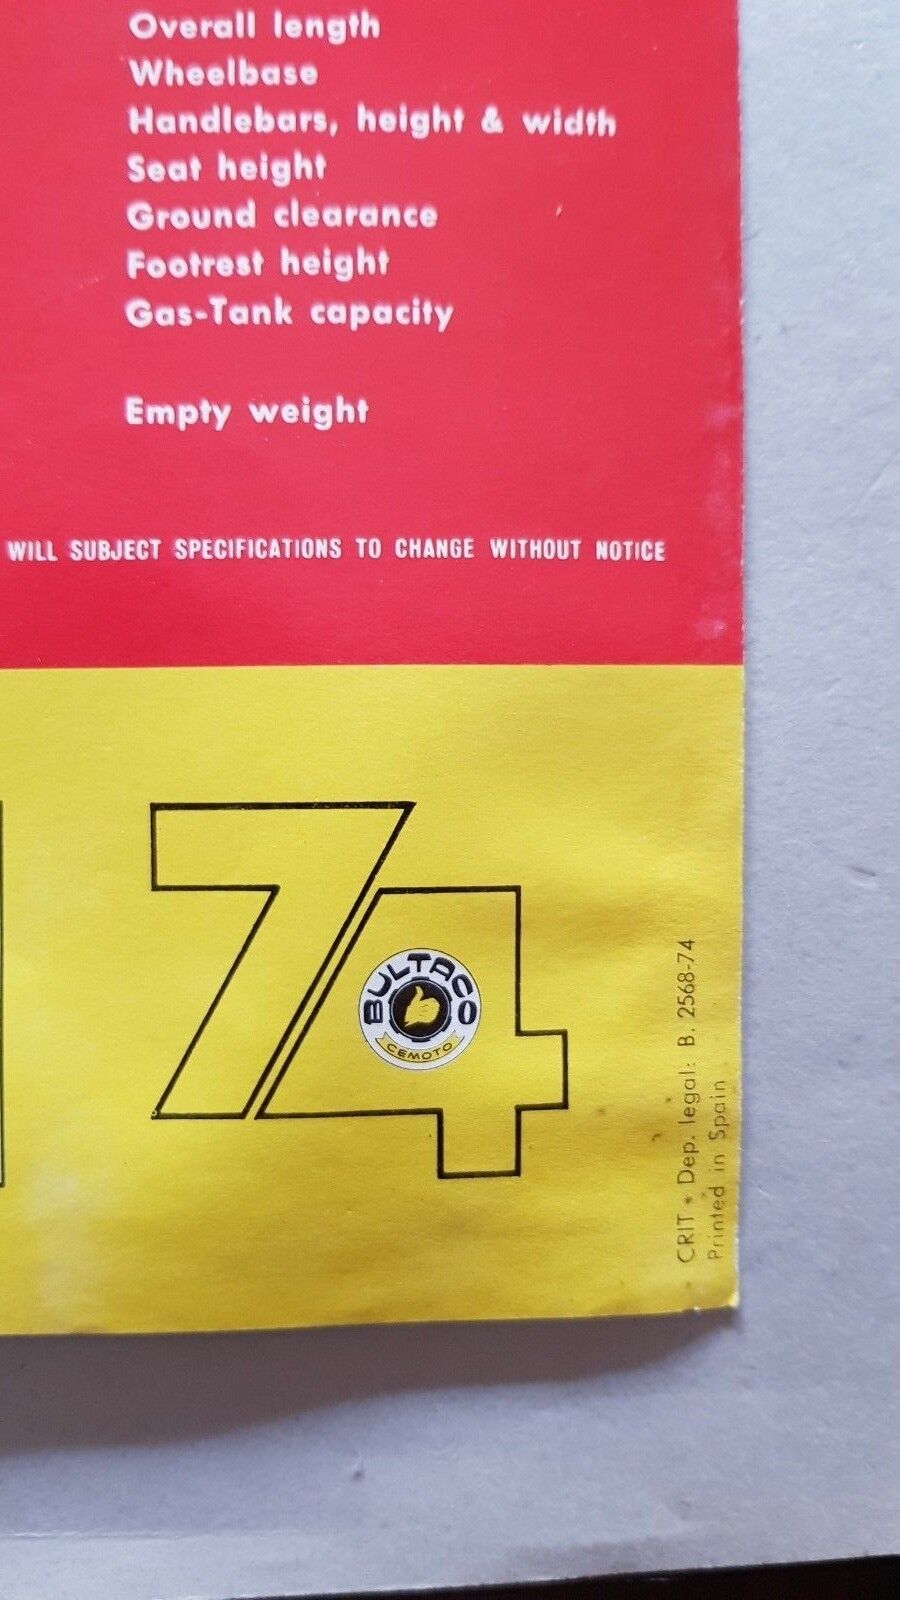 Overall length
Wheelbase
Handlebars, height & width
Seat height
Ground clearance
Footrest height
Gas-Tank capacity
Empty weight
WILL SUBJECT SPECIFICATIONS TO CHANGE WITHOUT NOTICE
74
BULTACO
CEMOTO
CRIT • Dep. legal: B. 2568-74
Printed in Spain